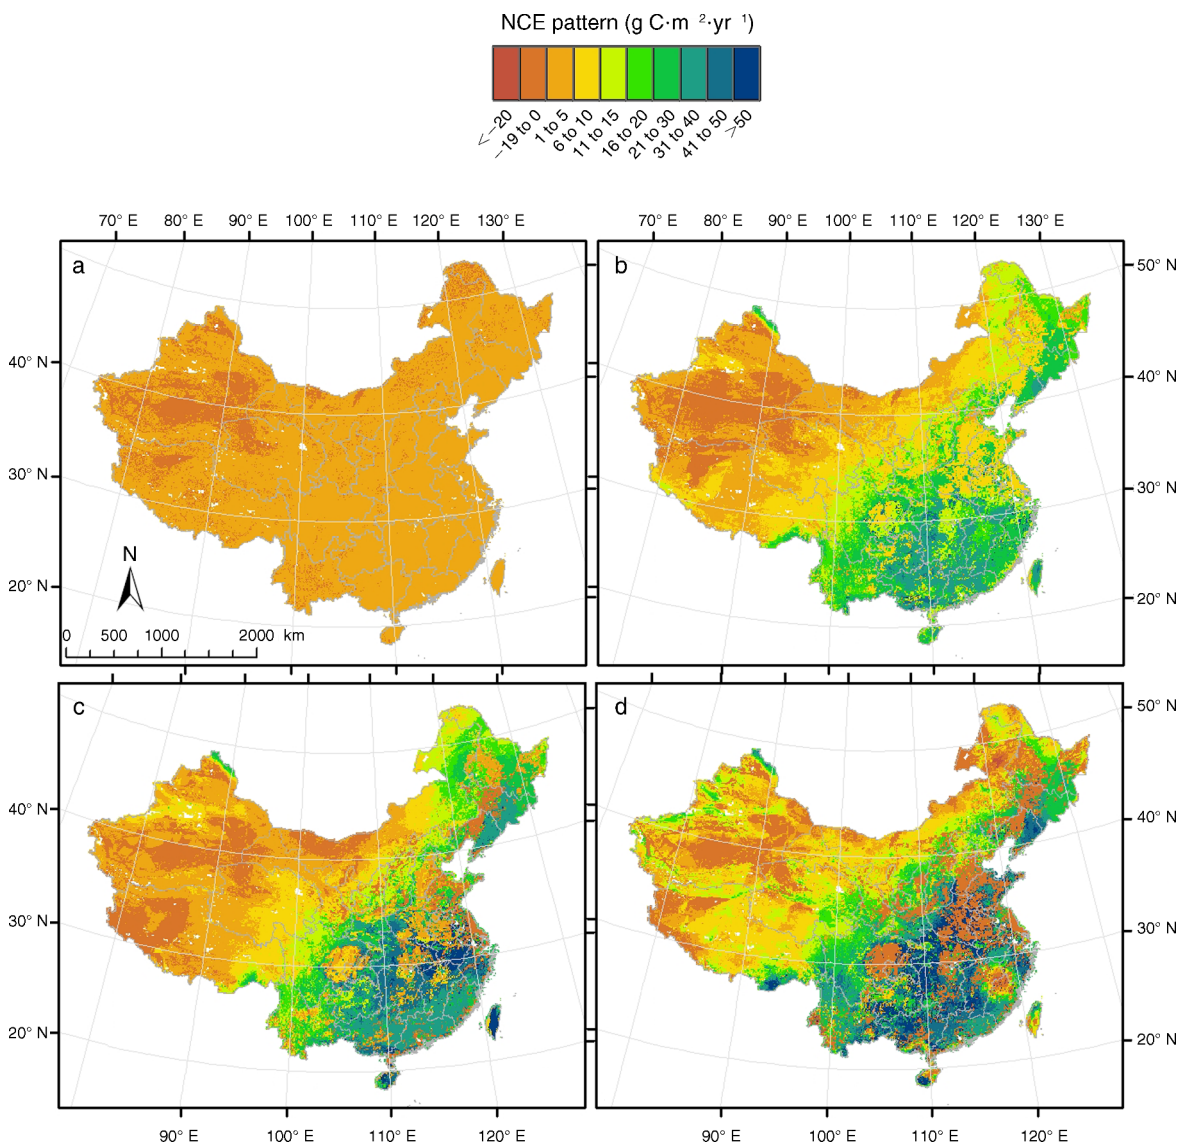 NCE pattern (g C·m ²·yr ¹)
<−20
−19 to 0
1 to 5
6 to 10
11 to 15
16 to 20
21 to 30
31 to 40
41 to 50
>50
70° E 80° E 90° E 100° E 110° E 120° E 130° E
70° E 80° E 90° E 100° E 110° E 120° E 130° E
a
b
50° N
40° N
40° N
30° N
30° N
N
20° N
20° N
0 500 1000 2000 km
c
d
50° N
40° N
40° N
30° N
30° N
20° N
20° N
90° E 100° E 110° E 120° E
90° E 100° E 110° E 120° E